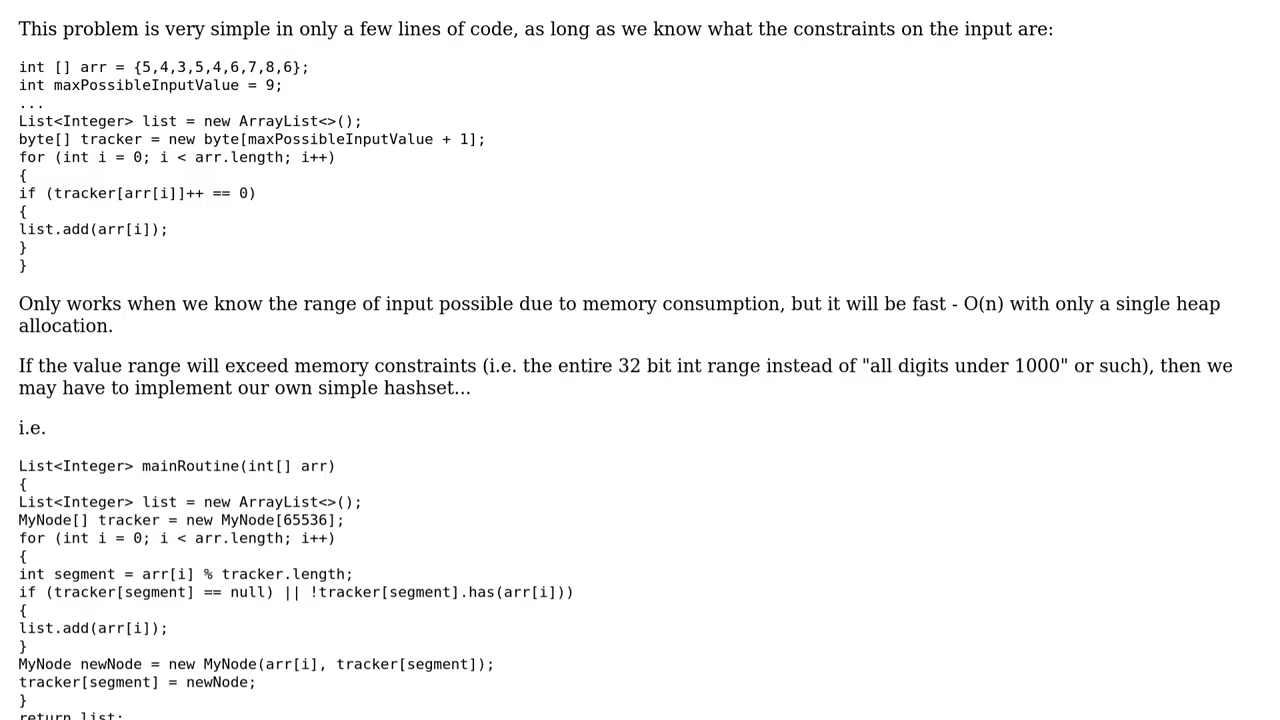 This problem is very simple in only a few lines of code, as long as we know what the constraints on the input are:
int [] arr = {5,4,3,5,4,6,7,8,6};
int maxPossibleInputValue = 9;
...
List<Integer> list = new ArrayList<>();
byte[] tracker = new byte[maxPossibleInputValue + 1];
for (int i = 0; i < arr.length; i++)
{
if (tracker[arr[i]]++ == 0)
{
list.add(arr[i]);
}
}
Only works when we know the range of input possible due to memory consumption, but it will be fast - O(n) with only a single heap
allocation.
If the value range will exceed memory constraints (i.e. the entire 32 bit int range instead of "all digits under 1000" or such), then we
may have to implement our own simple hashset...
i.e.
List<Integer> mainRoutine(int[] arr)
{
List<Integer> list = new ArrayList<>();
MyNode[] tracker = new MyNode[65536];
for (int i = 0; i < arr.length; i++)
{
int segment = arr[i] % tracker.length;
if (tracker[segment] == null) || !tracker[segment].has(arr[i]))
{
list.add(arr[i]);
}
MyNode newNode = new MyNode(arr[i], tracker[segment]);
tracker[segment] = newNode;
}
return list;